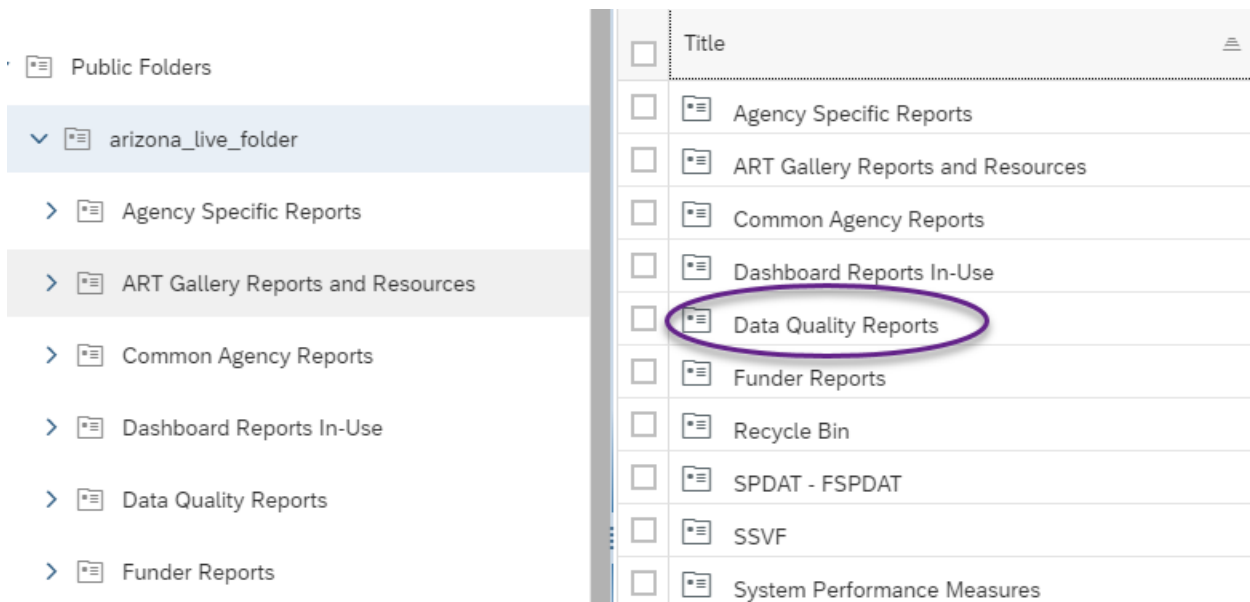 Public Folders
arizona_live_folder
Agency Specific Reports
ART Gallery Reports and Resources
Common Agency Reports
Dashboard Reports In-Use
Data Quality Reports
Funder Reports
Title
Agency Specific Reports
ART Gallery Reports and Resources
Common Agency Reports
Dashboard Reports In-Use
Data Quality Reports
Funder Reports
Recycle Bin
SPDAT - FSPDAT
SSVF
System Performance Measures